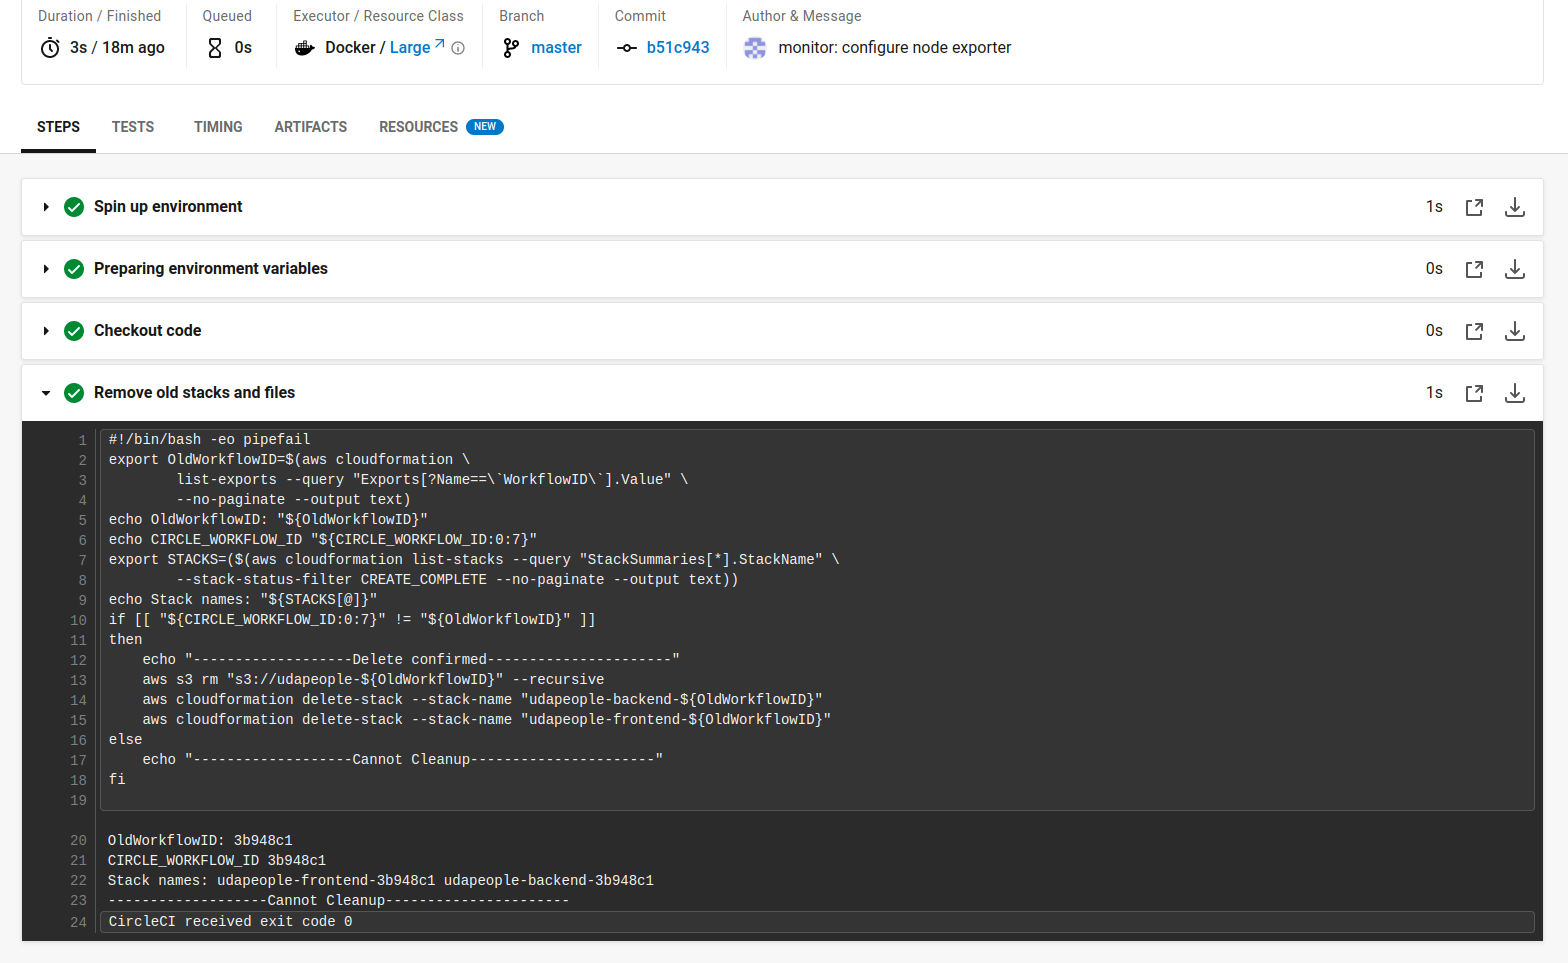 Duration / Finished
3s / 18m ago
Queued
0s
Executor / Resource Class
Docker / Large
Branch
master
Commit
b51c943
Author & Message
monitor: configure node exporter
STEPS TESTS TIMING ARTIFACTS RESOURCES NEW
Spin up environment 1s
Preparing environment variables 0s
Checkout code 0s
Remove old stacks and files 1s
1 #!/bin/bash -eo pipefail
2 export OldWorkflowID=$(aws cloudformation \
3         list-exports --query "Exports[?Name==\`WorkflowID\`].Value" \
4         --no-paginate --output text)
5 echo OldWorkflowID: "${OldWorkflowID}"
6 echo CIRCLE_WORKFLOW_ID "${CIRCLE_WORKFLOW_ID:0:7}"
7 export STACKS=($(aws cloudformation list-stacks --query "StackSummaries[*].StackName" \
8         --stack-status-filter CREATE_COMPLETE --no-paginate --output text))
9 echo Stack names: "${STACKS[@]}"
10 if [[ "${CIRCLE_WORKFLOW_ID:0:7}" != "${OldWorkflowID}" ]]
11 then
12     echo "-------------------Delete confirmed----------------------"
13     aws s3 rm "s3://udapeople-${OldWorkflowID}" --recursive
14     aws cloudformation delete-stack --stack-name "udapeople-backend-${OldWorkflowID}"
15     aws cloudformation delete-stack --stack-name "udapeople-frontend-${OldWorkflowID}"
16 else
17     echo "-------------------Cannot Cleanup----------------------"
18 fi
19
20 OldWorkflowID: 3b948c1
21 CIRCLE_WORKFLOW_ID 3b948c1
22 Stack names: udapeople-frontend-3b948c1 udapeople-backend-3b948c1
23 -------------------Cannot Cleanup----------------------
24 CircleCI received exit code 0